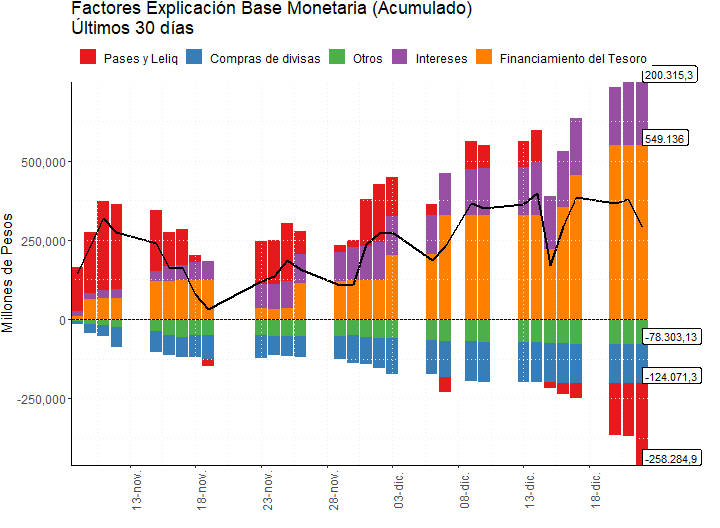 Factores Explicación Base Monetaria (Acumulado)
Últimos 30 días
Pases y Leliq
Compras de divisas
Otros
Intereses
Financiamiento del Tesoro
200.315,3
549.136
500,000
250,000
0
-78.303,13
-124.071,3
-250,000
-258.284,9
Millones de Pesos
13-nov.
18-nov.
23-nov.
28-nov.
03-dic.
08-dic.
13-dic.
18-dic.